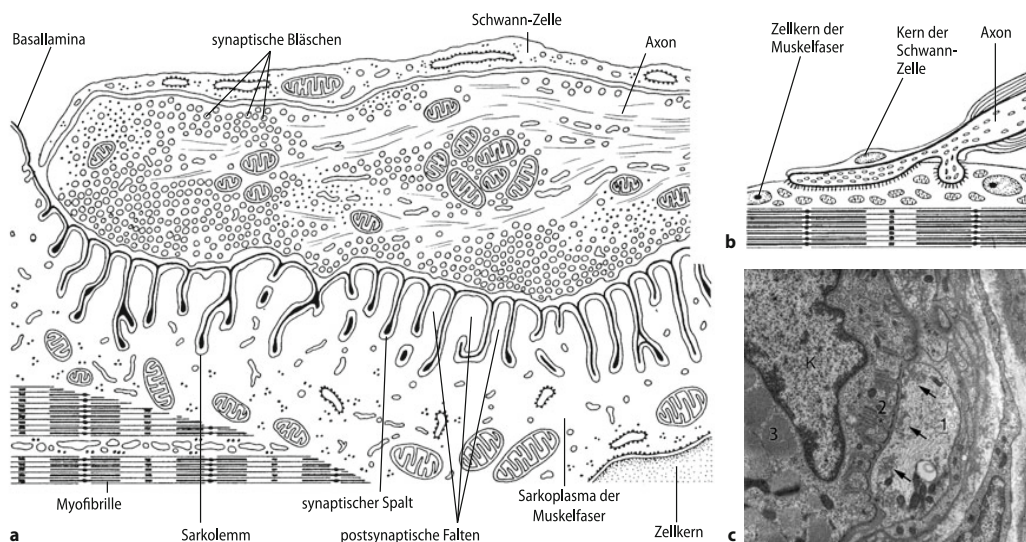 Basallamina
synaptische Bläschen
Schwann-Zelle
Axon
Myofibrille
Sarkolemm
synaptischer Spalt
postsynaptische Falten
Sarkoplasma der
Muskelfaser
Zellkern
a
Zellkern der
Muskelfaser
Kern der
Schwann-
Zelle
Axon
b
K
1
2
3
c